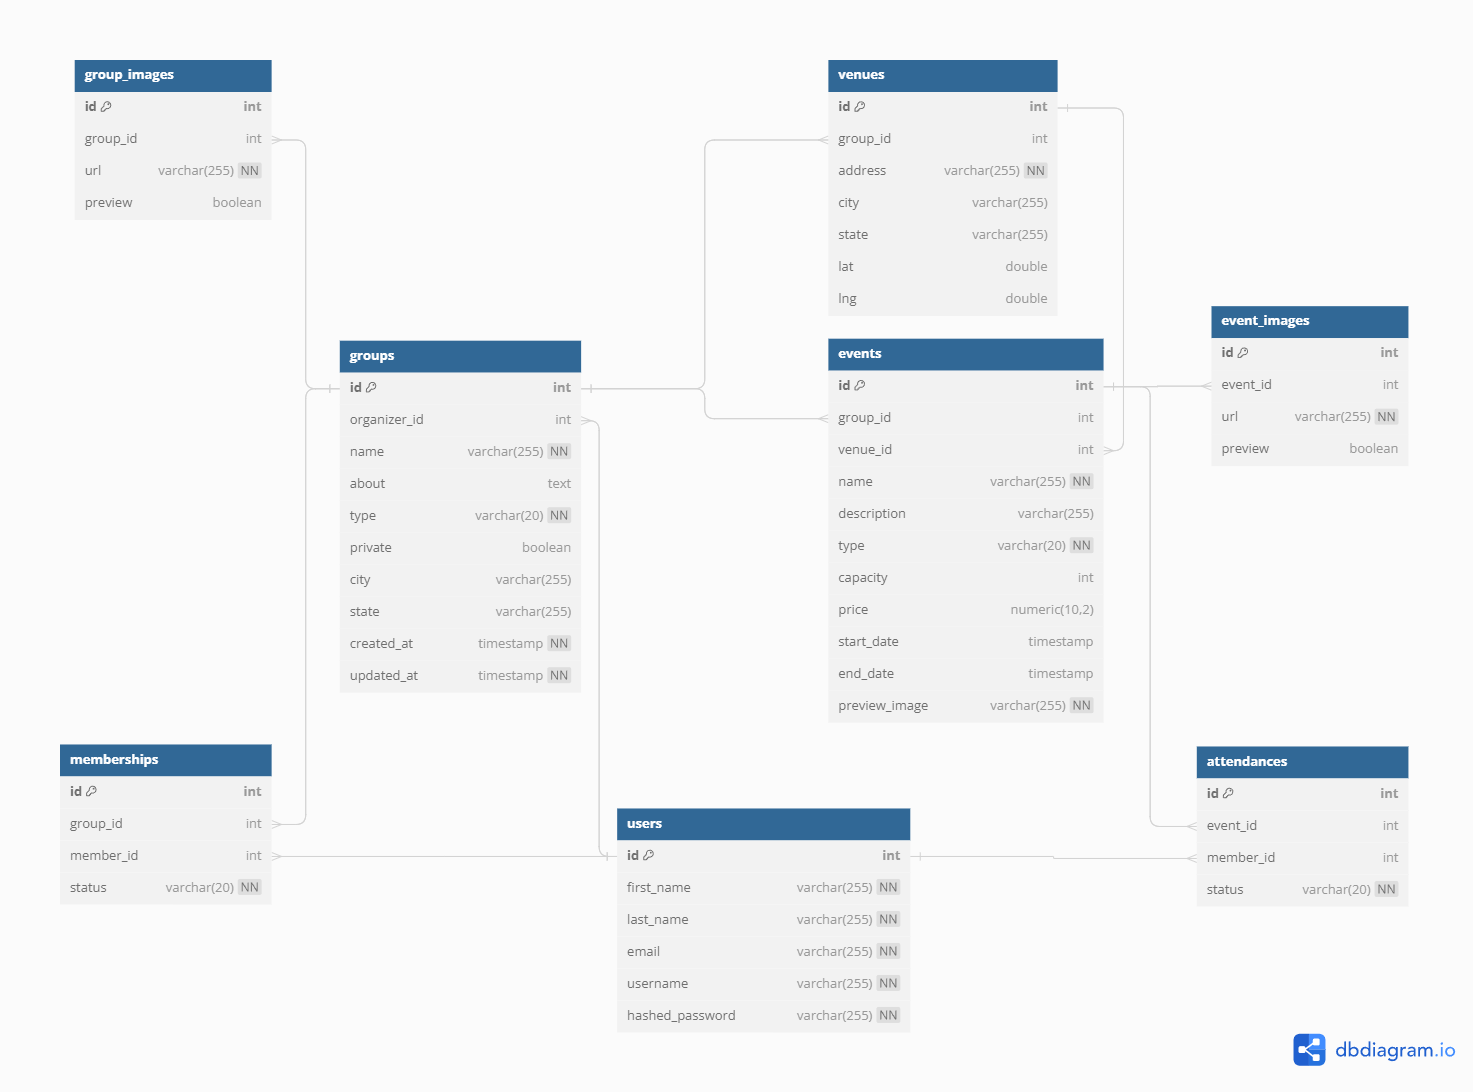 group_images
id int
group_id int
url varchar(255) NN
preview boolean
venues
id int
group_id int
address varchar(255) NN
city varchar(255)
state varchar(255)
lat double
lng double
groups
id int
organizer_id int
name varchar(255) NN
about text
type varchar(20) NN
private boolean
city varchar(255)
state varchar(255)
created_at timestamp NN
updated_at timestamp NN
events
id int
group_id int
venue_id int
name varchar(255) NN
description varchar(255)
type varchar(20) NN
capacity int
price numeric(10,2)
start_date timestamp
end_date timestamp
preview_image varchar(255) NN
event_images
id int
event_id int
url varchar(255) NN
preview boolean
memberships
id int
group_id int
member_id int
status varchar(20) NN
users
id int
first_name varchar(255) NN
last_name varchar(255) NN
email varchar(255) NN
username varchar(255) NN
hashed_password varchar(255) NN
attendances
id int
event_id int
member_id int
status varchar(20) NN
dbdiagram.io